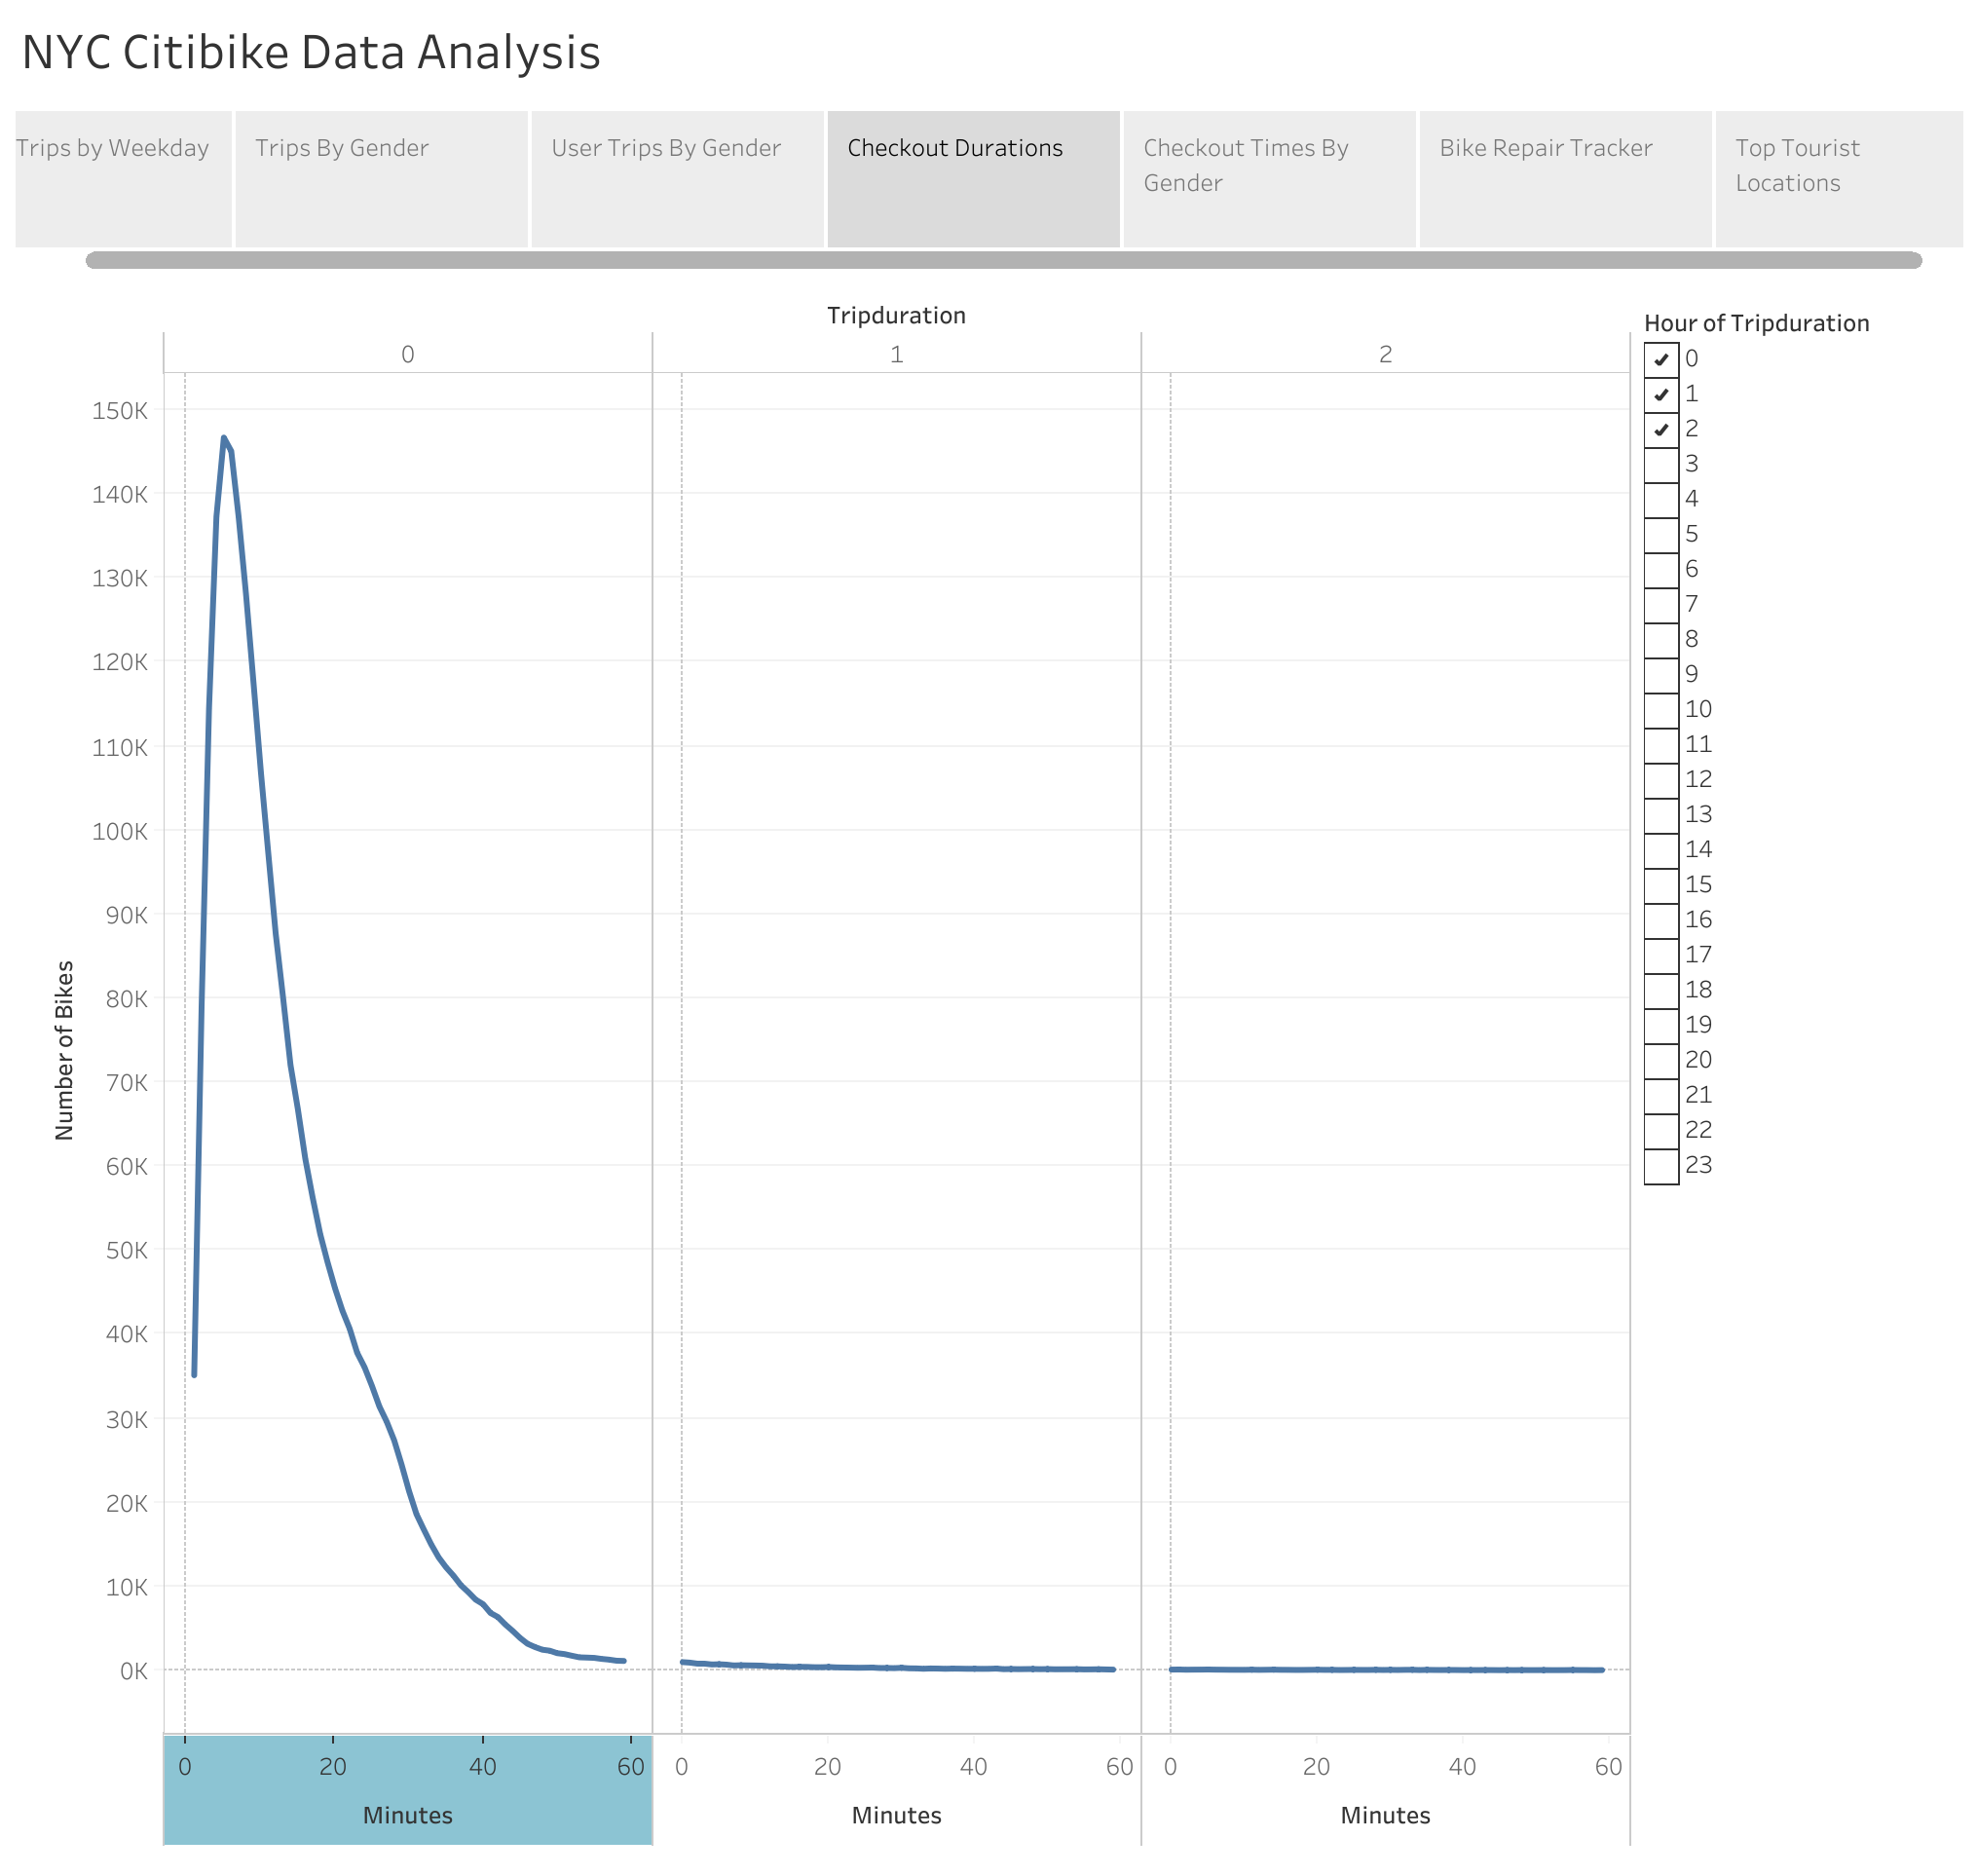 NYC Citibike Data Analysis
Trips by Weekday
Trips By Gender
User Trips By Gender
Checkout Durations
Checkout Times By
Gender
Bike Repair Tracker
Top Tourist
Locations
Tripduration
0
1
2
Number of Bikes
150K
140K
130K
120K
110K
100K
90K
80K
70K
60K
50K
40K
30K
20K
10K
0K
0 20 40 60
Minutes
0 20 40 60
Minutes
0 20 40 60
Minutes
Hour of Tripduration
0
1
2
3
4
5
6
7
8
9
10
11
12
13
14
15
16
17
18
19
20
21
22
23